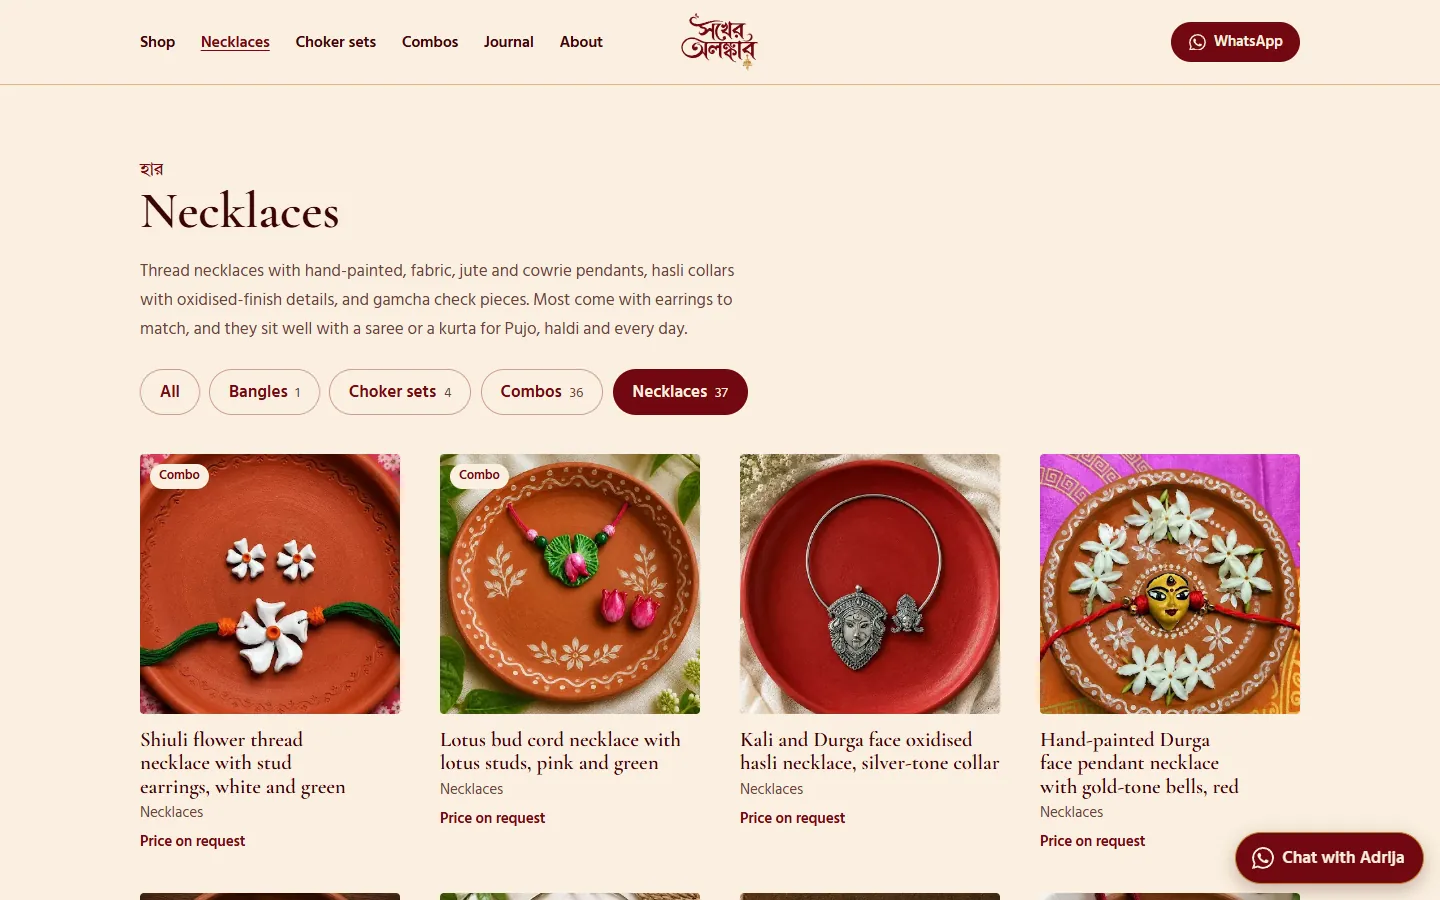 Shop Necklaces Choker sets Combos Journal About
সখের
অলঙ্কার
WhatsApp
হার
Necklaces
Thread necklaces with hand-painted, fabric, jute and cowrie pendants, hasli collars
with oxidised-finish details, and gamcha check pieces. Most come with earrings to
match, and they sit well with a saree or a kurta for Pujo, haldi and every day.
All Bangles 1 Choker sets 4 Combos 36 Necklaces 37
Combo
Combo
Shiuli flower thread
necklace with stud
earrings, white and green
Necklaces
Price on request
Lotus bud cord necklace with
lotus studs, pink and green
Necklaces
Price on request
Kali and Durga face oxidised
hasli necklace, silver-tone collar
Necklaces
Price on request
Hand-painted Durga
face pendant necklace
with gold-tone bells, red
Necklaces
Price on request
Chat with Adrija